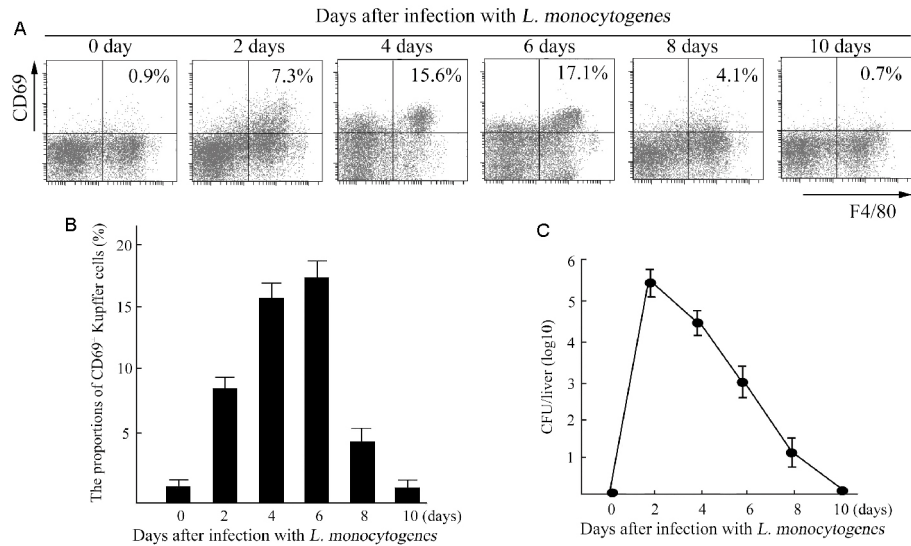 Days after infection with L. monocytogenes
A
0 day 2 days 4 days 6 days 8 days 10 days
0.9% 7.3% 15.6% 17.1% 4.1% 0.7%
CD69
F4/80
B
The proportions of CD69⁻ Kupffer cells (%)
20
15
10
5
0 2 4 6 8 10 (days)
Days after infection with L. monocytogenes
C
CFU/liver (log10)
6
5
4
3
2
1
0 2 4 6 8 10 (days)
Days after infection with L. monocytogenes